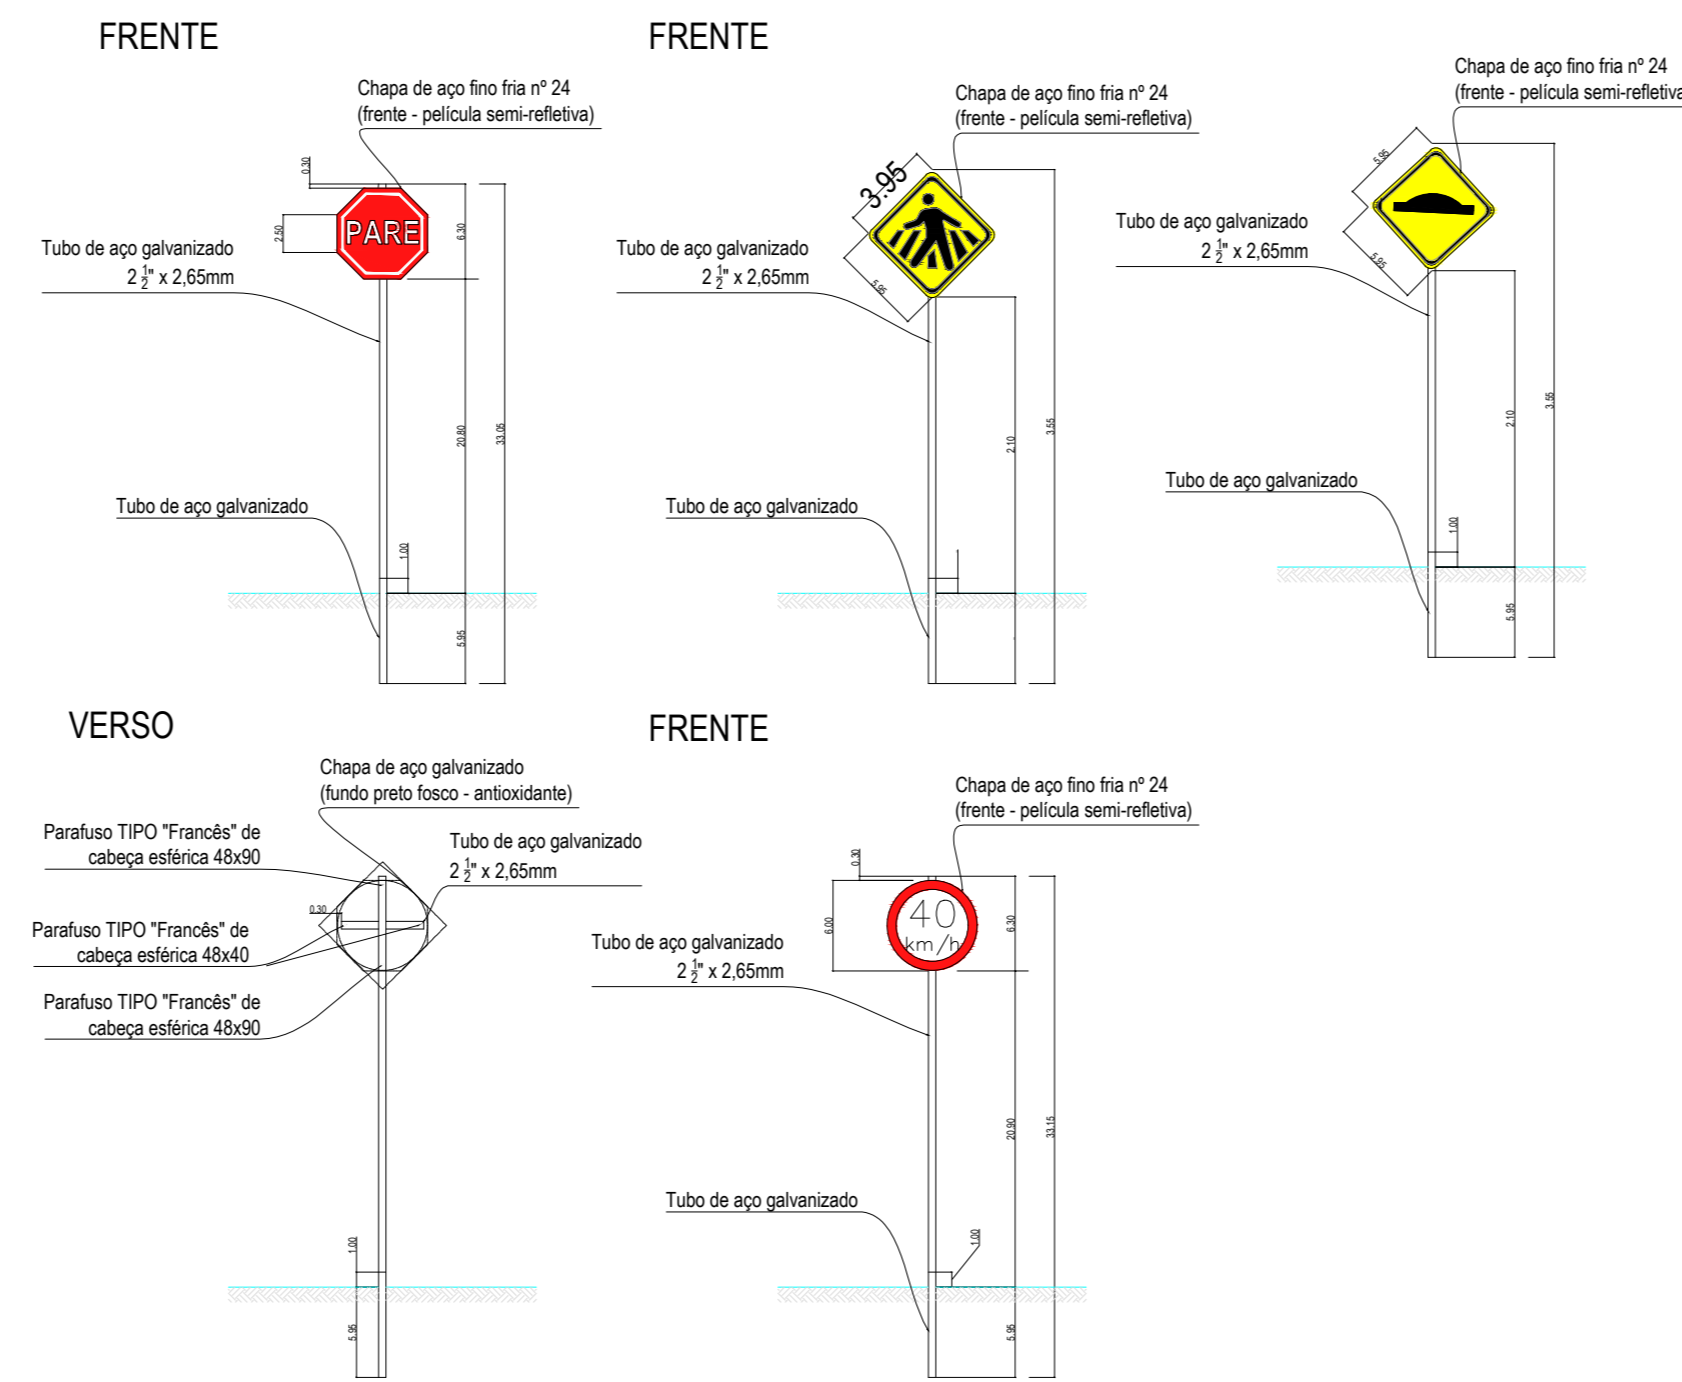 FRENTE
Chapa de aço fino fria nº 24
(frente - película semi-refletiva)
0.30
2.50
PARE
6.30
Tubo de aço galvanizado
2 1/2" x 2,65mm
20.80
33.05
Tubo de aço galvanizado
1.00
5.95
FRENTE
Chapa de aço fino fria nº 24
(frente - película semi-refletiva)
3.95
5.95
Tubo de aço galvanizado
2 1/2" x 2,65mm
2.10
3.55
Tubo de aço galvanizado
Chapa de aço fino fria nº 24
(frente - película semi-refletiva
5.95
5.95
Tubo de aço galvanizado
2 1/2" x 2,65mm
2.10
3.55
Tubo de aço galvanizado
1.00
5.95
VERSO
Chapa de aço galvanizado
(fundo preto fosco - antioxidante)
Parafuso TIPO "Francês" de
cabeça esférica 48x90
Tubo de aço galvanizado
2 1/2" x 2,65mm
0.30
Parafuso TIPO "Francês" de
cabeça esférica 48x40
Parafuso TIPO "Francês" de
cabeça esférica 48x90
1.00
5.95
FRENTE
Chapa de aço fino fria nº 24
(frente - película semi-refletiva)
0.30
6.00
40
km/h
6.30
Tubo de aço galvanizado
2 1/2" x 2,65mm
20.90
33.15
Tubo de aço galvanizado
1.00
5.95